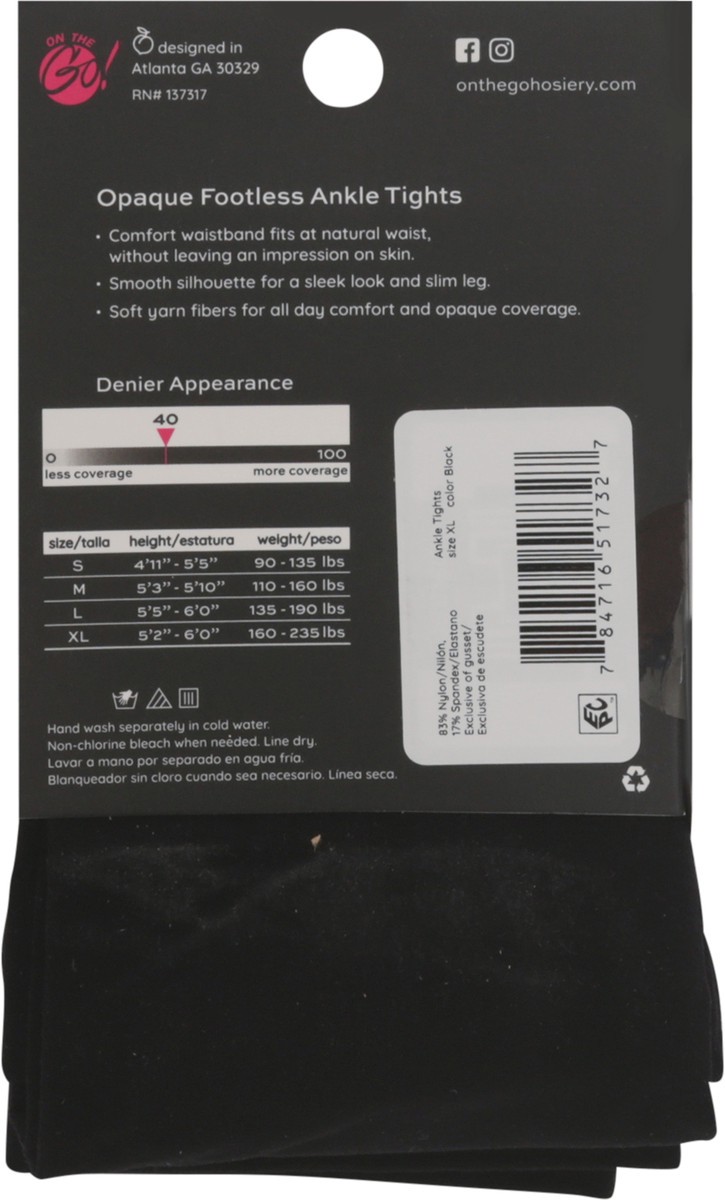 ON THE
Go!
designed in
Atlanta GA 30329
RN# 137317
onthegohosiery.com
Opaque Footless Ankle Tights
• Comfort waistband fits at natural waist,
without leaving an impression on skin.
• Smooth silhouette for a sleek look and slim leg.
• Soft yarn fibers for all day comfort and opaque coverage.
Denier Appearance
40
0 100
less coverage more coverage
size/talla height/estatura weight/peso
S 4'11" - 5'5" 90 - 135 lbs
M 5'3" - 5'10" 110 - 160 lbs
L 5'5" - 6'0" 135 - 190 lbs
XL 5'2" - 6'0" 160 - 235 lbs
Hand wash separately in cold water.
Non-chlorine bleach when needed. Line dry.
Lavar a mano por separado en agua fría.
Blanqueador sin cloro cuando sea necesario. Línea seca.
Ankle Tights
size XL color Black
83% Nylon/Nilón,
17% Spandex/Elastano
Exclusive of gusset/
Exclusiva de escudete
7 84716 51732 7
EPC